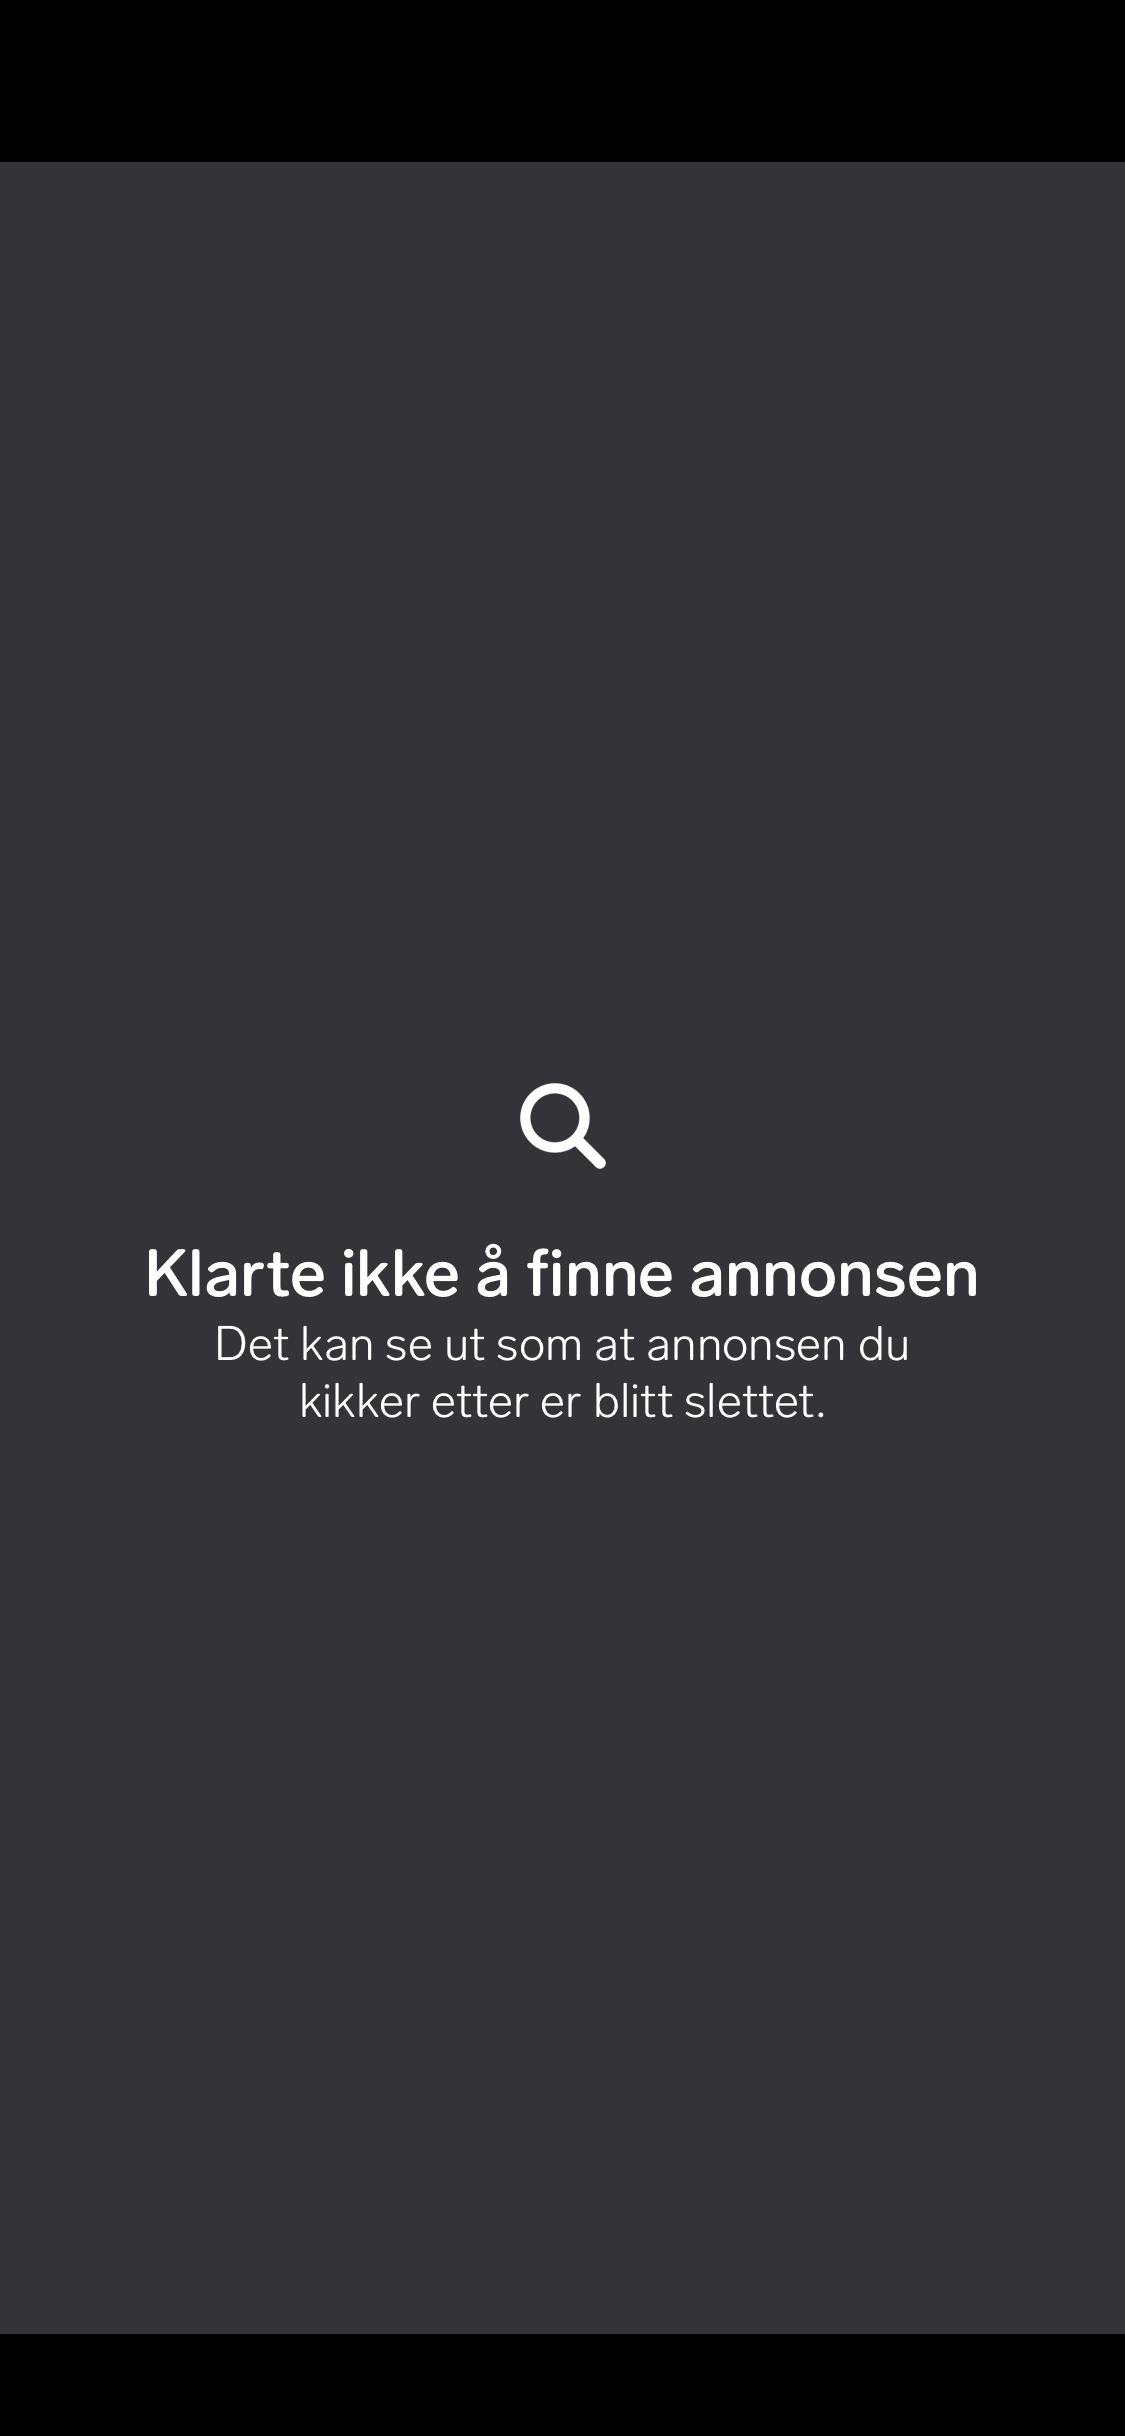 Klarte ikke å finne annonsen
Det kan se ut som at annonsen du
kikker etter er blitt slettet.